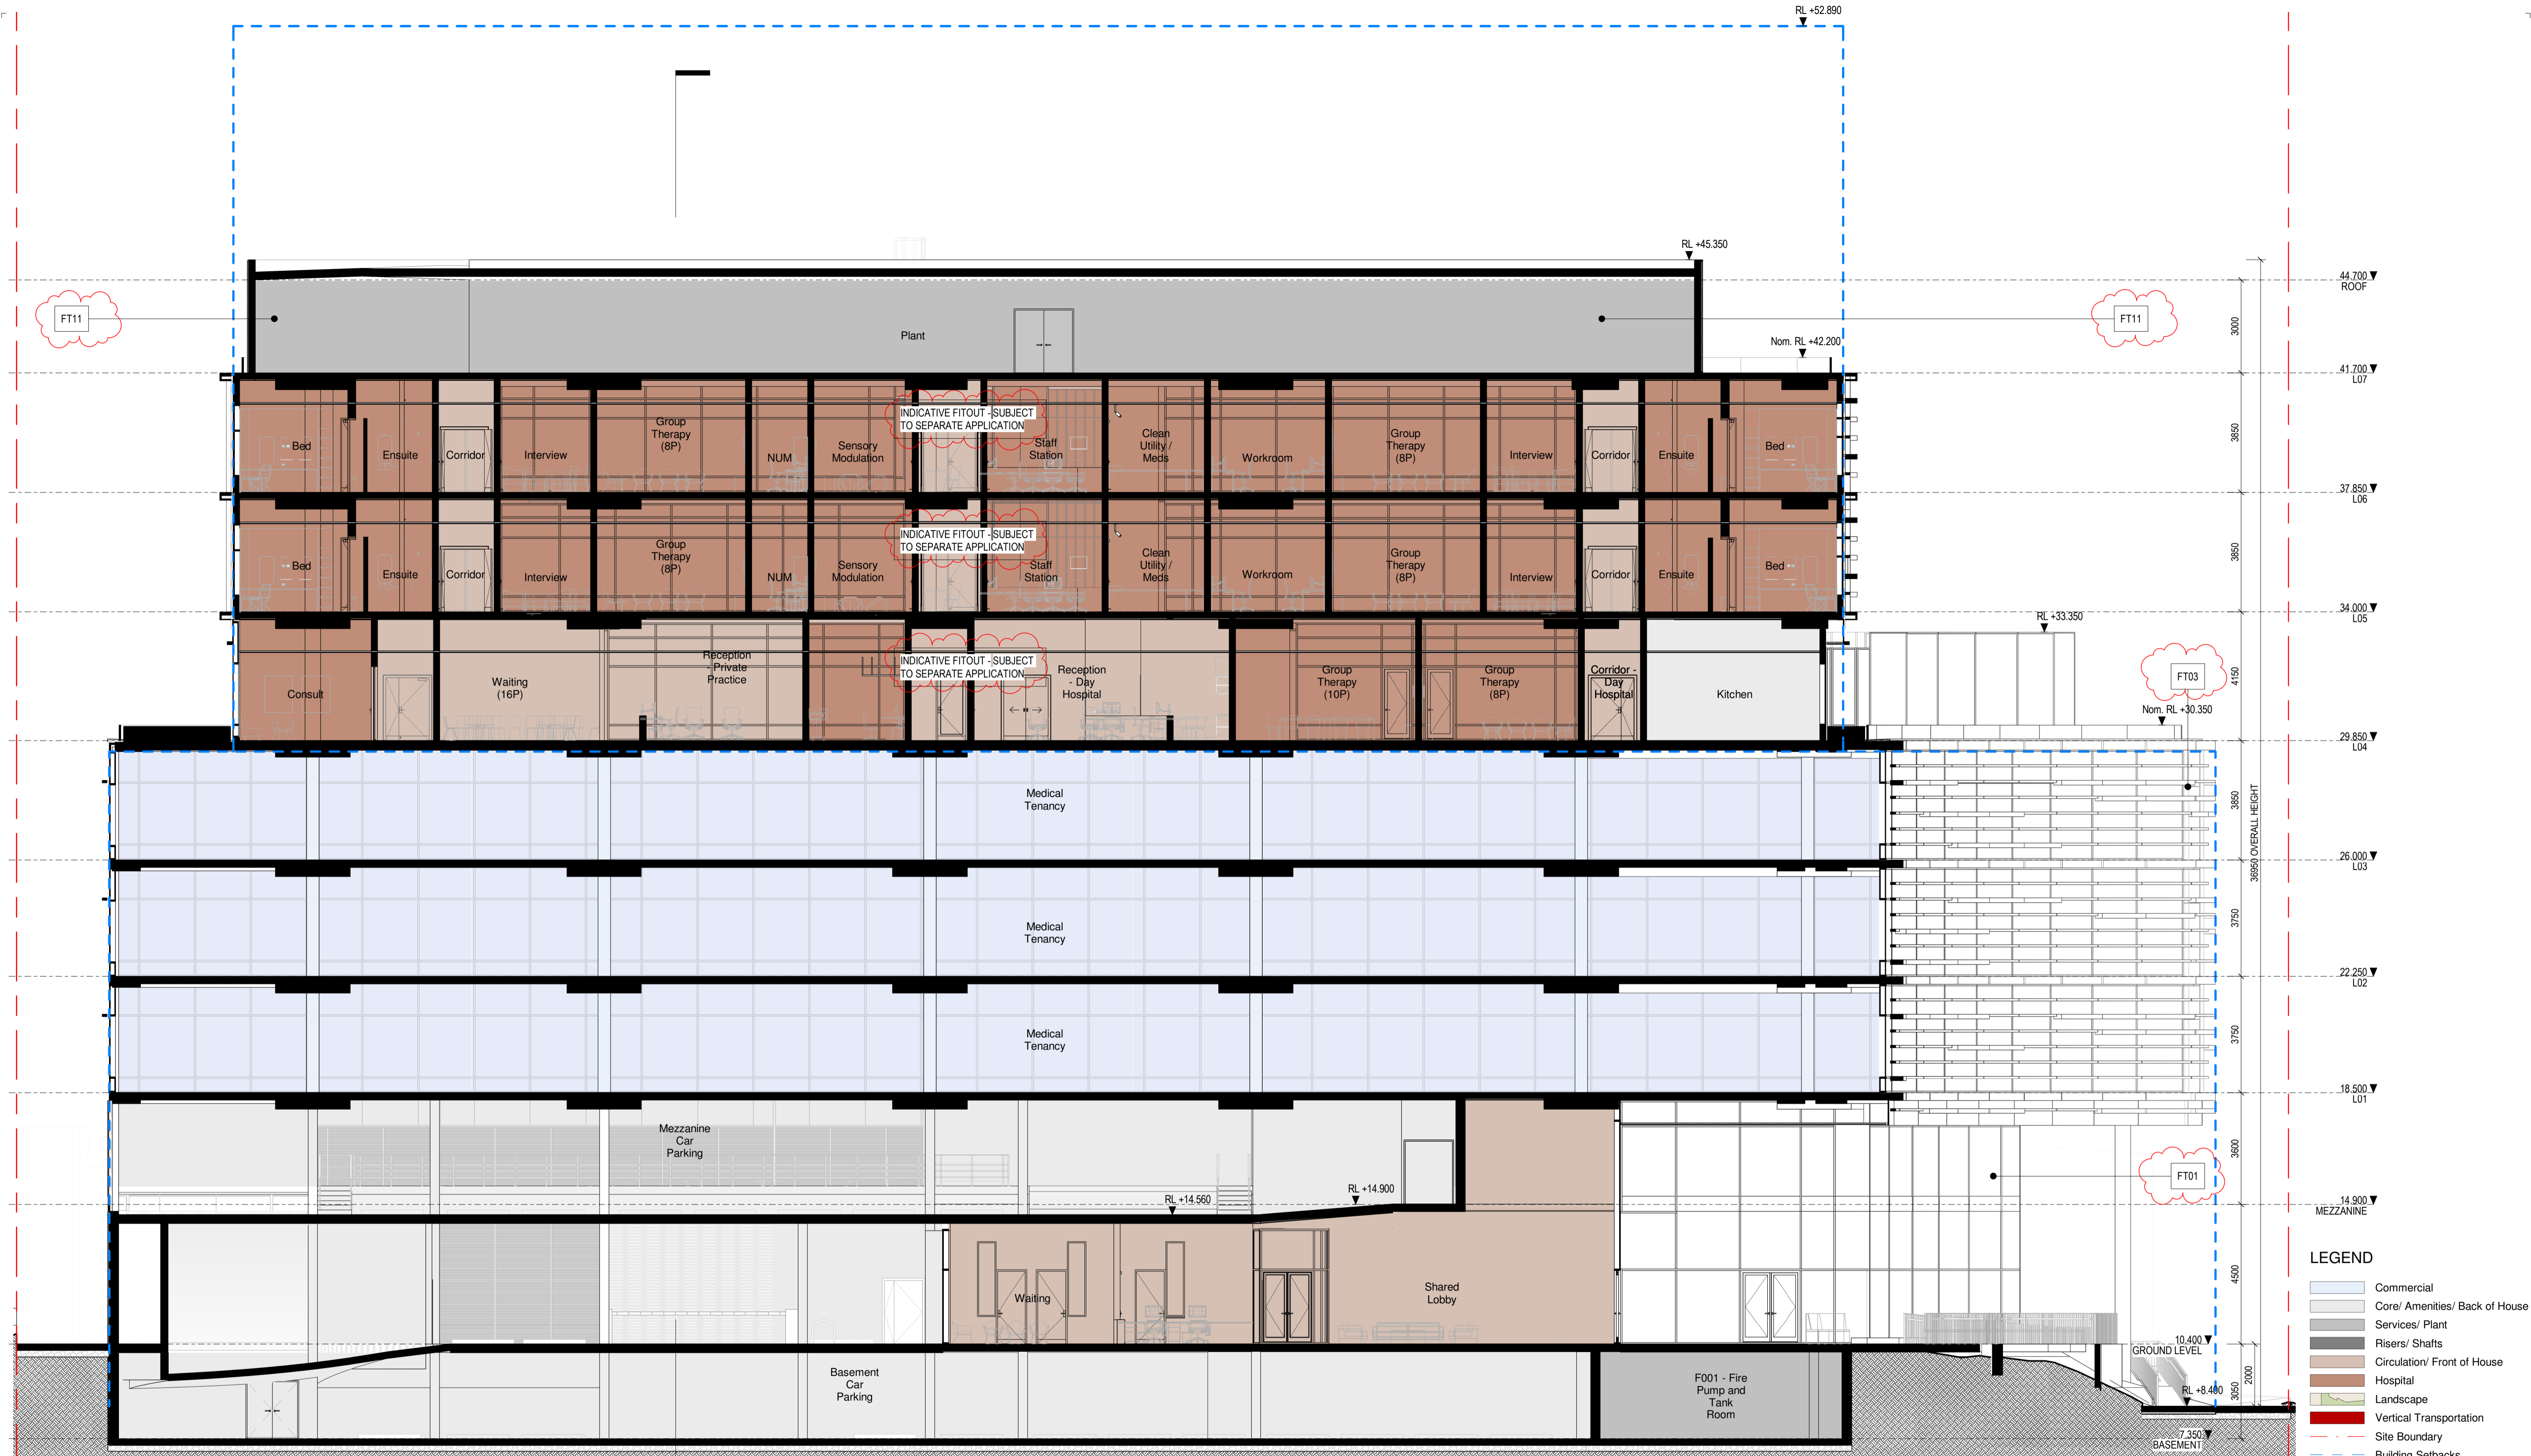 RL +52.890
RL +45.350
44.700
ROOF
FT11
FT11
3000
Plant
Nom. RL +42.200
41.700
L07
INDICATIVE FITOUT - SUBJECT
TO SEPARATE APPLICATION
Bed
Ensuite
Corridor
Interview
Group
Therapy
(8P)
NUM
Sensory
Modulation
Staff
Station
Clean
Utility /
Meds
Workroom
Group
Therapy
(8P)
Interview
Corridor
Ensuite
Bed
3850
37.850
L06
INDICATIVE FITOUT - SUBJECT
TO SEPARATE APPLICATION
Bed
Ensuite
Corridor
Interview
Group
Therapy
(8P)
NUM
Sensory
Modulation
Staff
Station
Clean
Utility /
Meds
Workroom
Group
Therapy
(8P)
Interview
Corridor
Ensuite
Bed
3850
34.000
L05
RL +33.350
INDICATIVE FITOUT - SUBJECT
TO SEPARATE APPLICATION
Consult
Waiting
(16P)
Reception
- Private
Practice
Reception
- Day
Hospital
Group
Therapy
(10P)
Group
Therapy
(8P)
Corridor -
Day
Hospital
Kitchen
4150
FT03
Nom. RL +30.350
29.850
L04
Medical
Tenancy
3850
36950 OVERALL HEIGHT
26.000
L03
Medical
Tenancy
3750
22.250
L02
Medical
Tenancy
3750
18.500
L01
Mezzanine
Car
Parking
3600
FT01
RL +14.560
RL +14.900
14.900
MEZZANINE
Waiting
Shared
Lobby
4500
10.400
GROUND LEVEL
Basement
Car
Parking
F001 - Fire
Pump and
Tank
Room
RL +8.400
3050
2000
7.350
BASEMENT
LEGEND
Commercial
Core/ Amenities/ Back of House
Services/ Plant
Risers/ Shafts
Circulation/ Front of House
Hospital
Landscape
Vertical Transportation
Site Boundary
Building Setbacks